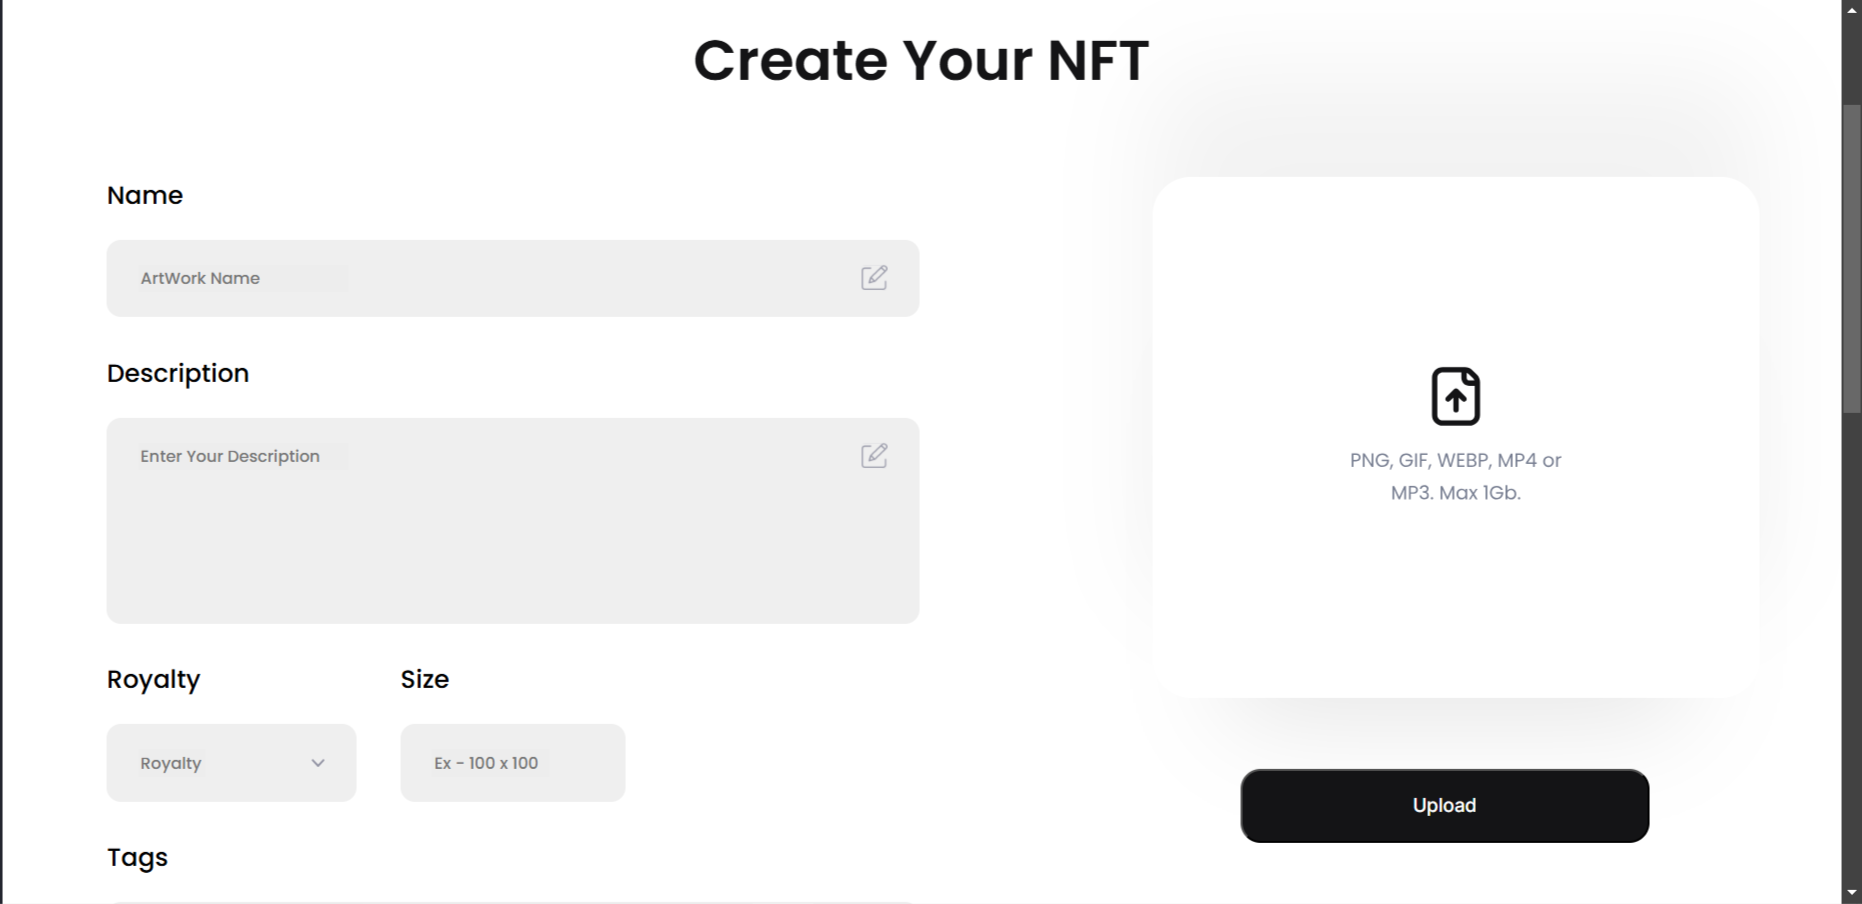 Create Your NFT
Name
ArtWork Name
Description
Enter Your Description
Royalty
Size
Royalty
Ex - 100 x 100
Tags
PNG, GIF, WEBP, MP4 or
MP3. Max 1Gb.
Upload